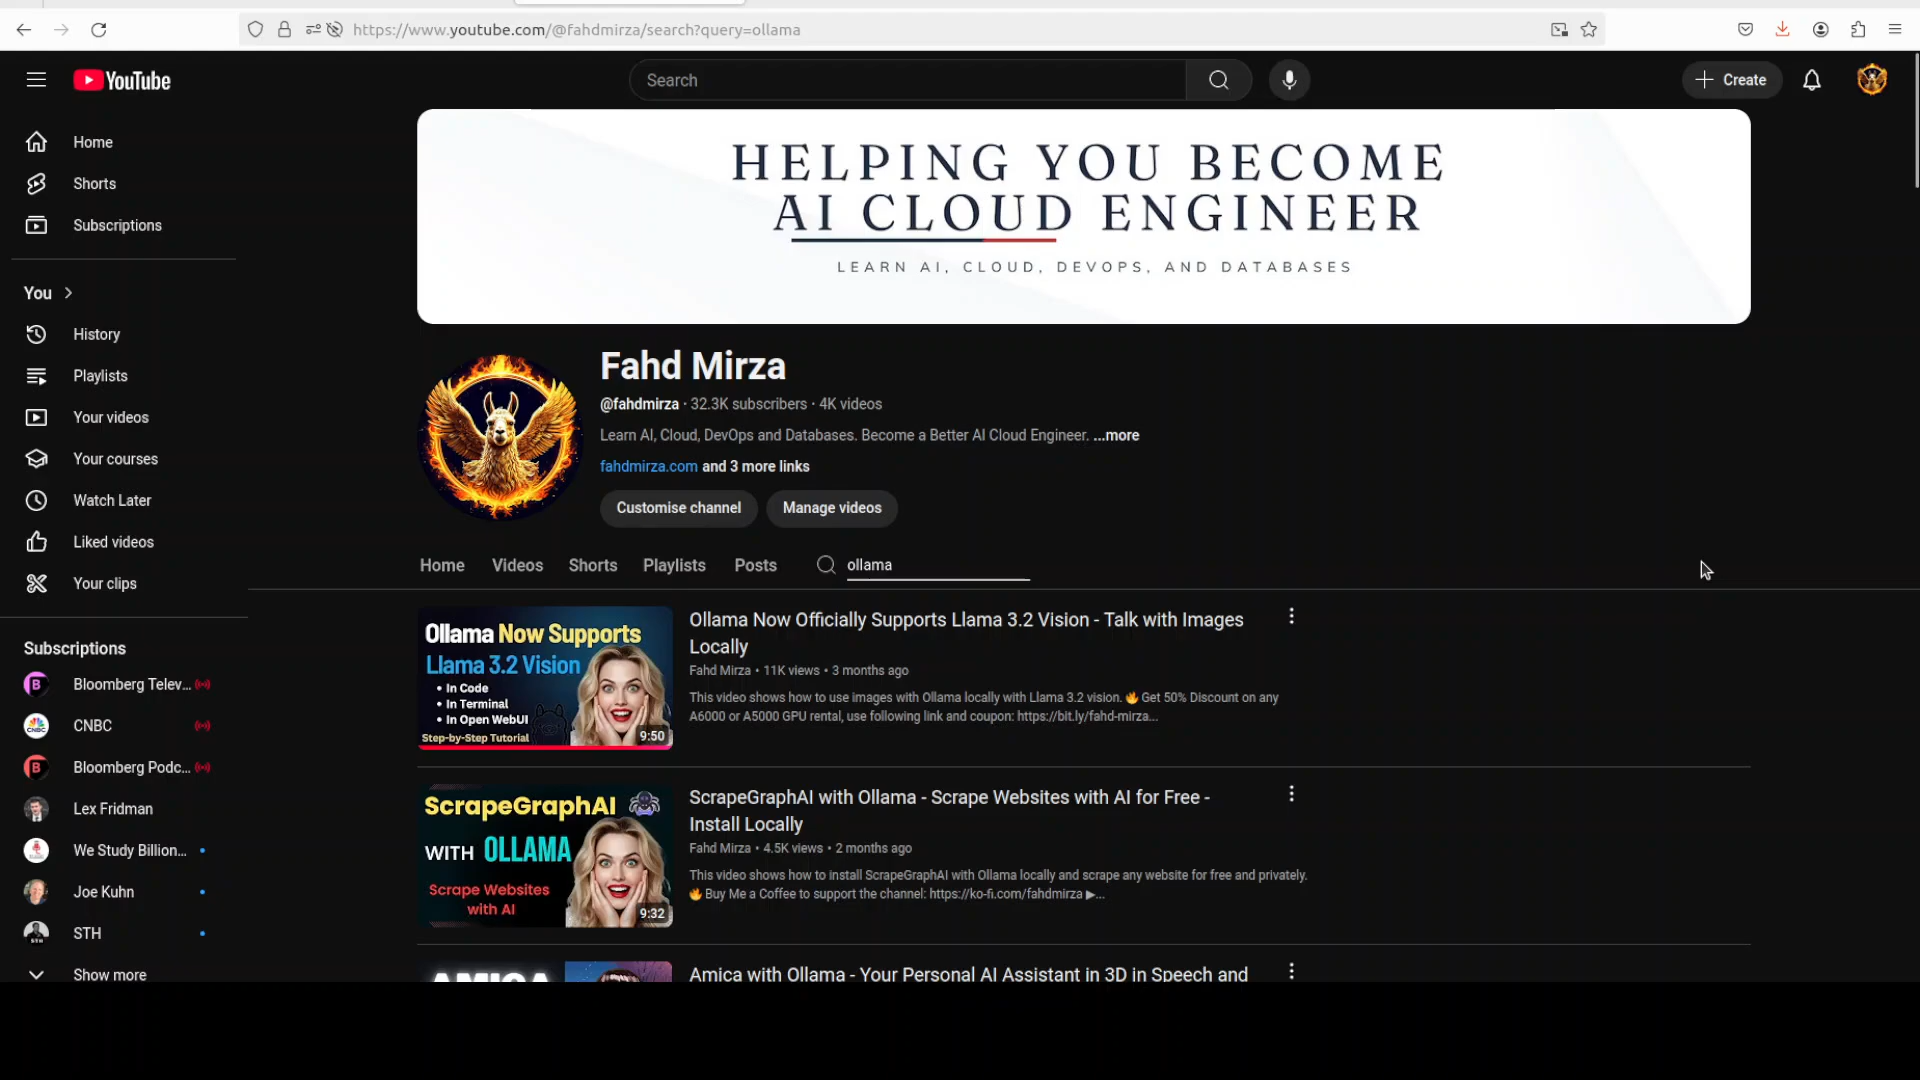 https://www.youtube.com/@fahdmirza/search?query=ollama
YouTube
Search
Create
Home
Shorts
Subscriptions
You
History
Playlists
Your videos
Your courses
Watch Later
Liked videos
Your clips
Subscriptions
Bloomberg Telev...
CNBC
Bloomberg Podc...
Lex Fridman
We Study Billion...
Joe Kuhn
STH
Show more
HELPING YOU BECOME
AI CLOUD ENGINEER
LEARN AI, CLOUD, DEVOPS, AND DATABASES
Fahd Mirza
@fahdmirza · 32.3K subscribers · 4K videos
Learn AI, Cloud, DevOps and Databases. Become a Better AI Cloud Engineer. ...more
fahdmirza.com and 3 more links
Customise channel Manage videos
Home Videos Shorts Playlists Posts ollama
Ollama Now Supports
Llama 3.2 Vision
• In Code
• In Terminal
• In Open WebUI
Step-by-Step Tutorial
9:50
Ollama Now Officially Supports Llama 3.2 Vision - Talk with Images
Locally
Fahd Mirza • 11K views • 3 months ago
This video shows how to use images with Ollama locally with Llama 3.2 vision. 🔥 Get 50% Discount on any
A6000 or A5000 GPU rental, use following link and coupon: https://bit.ly/fahd-mirza...
ScrapeGraphAI
WITH OLLAMA
Scrape Websites
with AI
9:32
ScrapeGraphAI with Ollama - Scrape Websites with AI for Free -
Install Locally
Fahd Mirza • 4.5K views • 2 months ago
This video shows how to install ScrapeGraphAI with Ollama locally and scrape any website for free and privately.
🔥 Buy Me a Coffee to support the channel: https://ko-fi.com/fahdmirza ▶...
AMICA
Amica with Ollama - Your Personal AI Assistant in 3D in Speech and